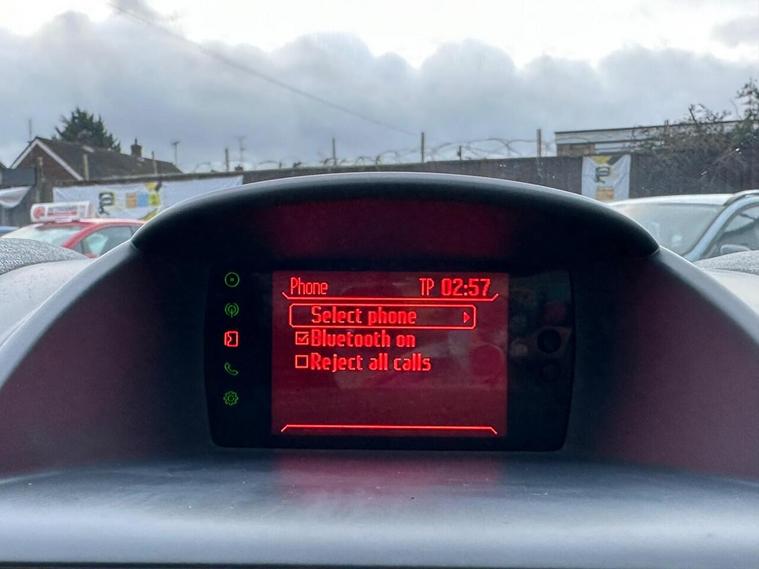 Phone TP 02:57
Select phone
Bluetooth on
Reject all calls